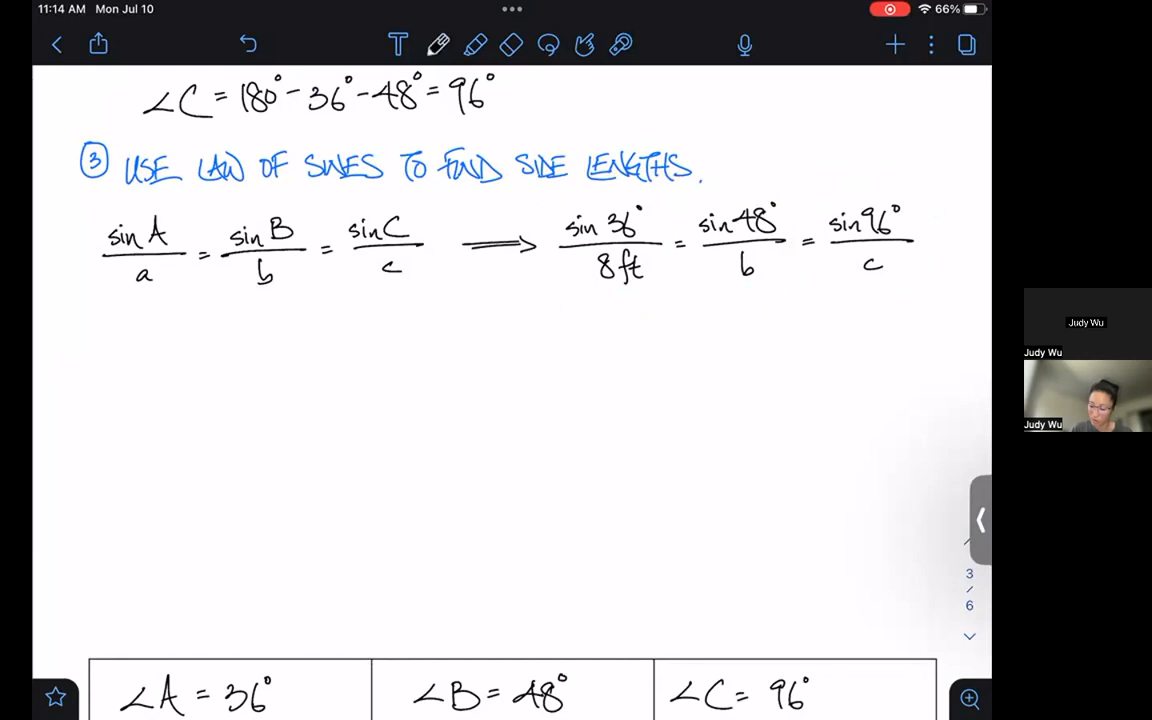 11:14 AM Mon Jul 10
66%
T
∠C = 180° - 36° - 48° = 96°
③ USE LAW OF SINES TO FIND SIDE LENGTHS.
sin A / a = sin B / b = sin C / c ⟹ sin 36° / 8 ft = sin 48° / b = sin 96° / c
Judy Wu
Judy Wu
Judy Wu
3
/
6
∠A = 36°
∠B = 48°
∠C = 96°